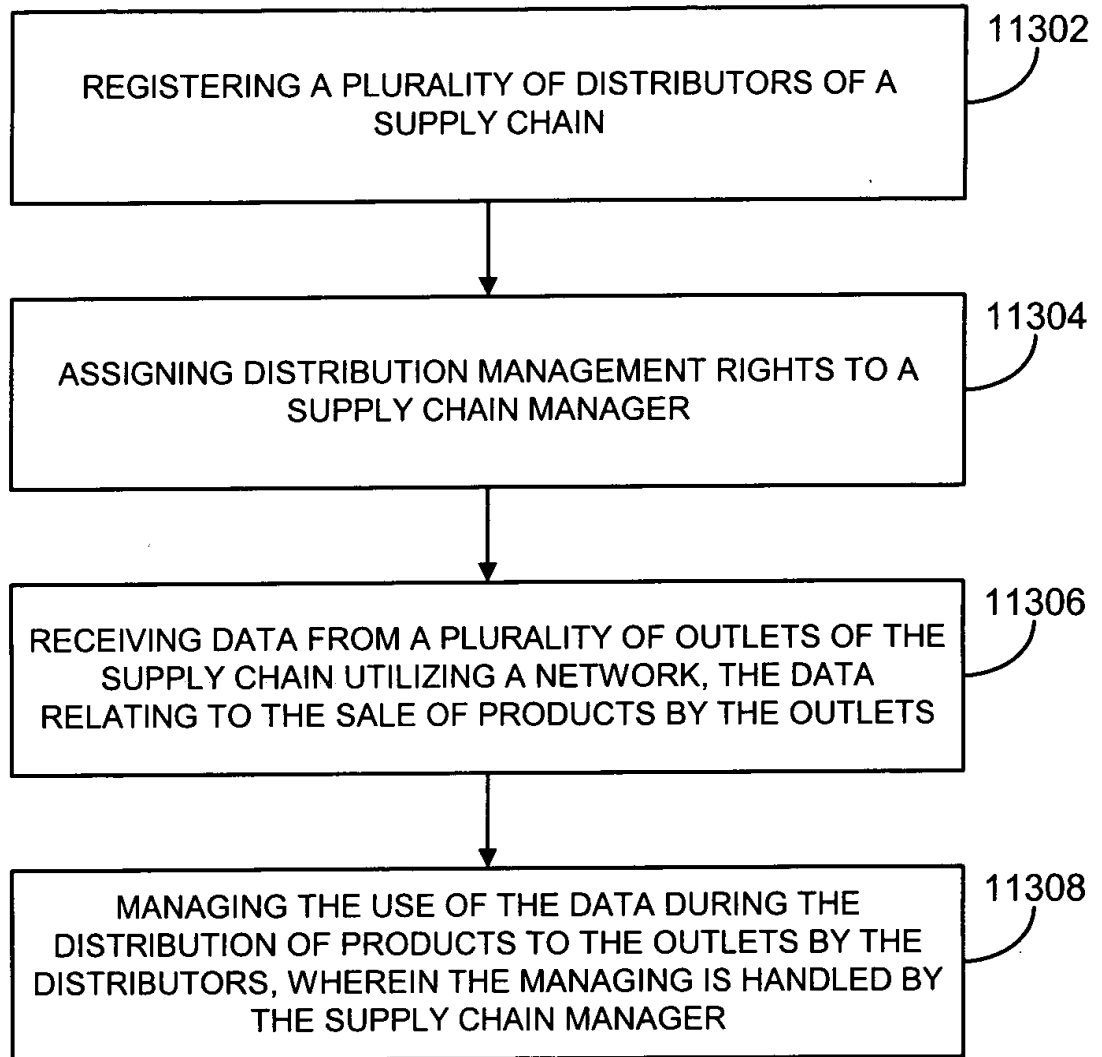 11302
REGISTERING A PLURALITY OF DISTRIBUTORS OF A
SUPPLY CHAIN
11304
ASSIGNING DISTRIBUTION MANAGEMENT RIGHTS TO A
SUPPLY CHAIN MANAGER
11306
RECEIVING DATA FROM A PLURALITY OF OUTLETS OF THE
SUPPLY CHAIN UTILIZING A NETWORK, THE DATA
RELATING TO THE SALE OF PRODUCTS BY THE OUTLETS
11308
MANAGING THE USE OF THE DATA DURING THE
DISTRIBUTION OF PRODUCTS TO THE OUTLETS BY THE
DISTRIBUTORS, WHEREIN THE MANAGING IS HANDLED BY
THE SUPPLY CHAIN MANAGER